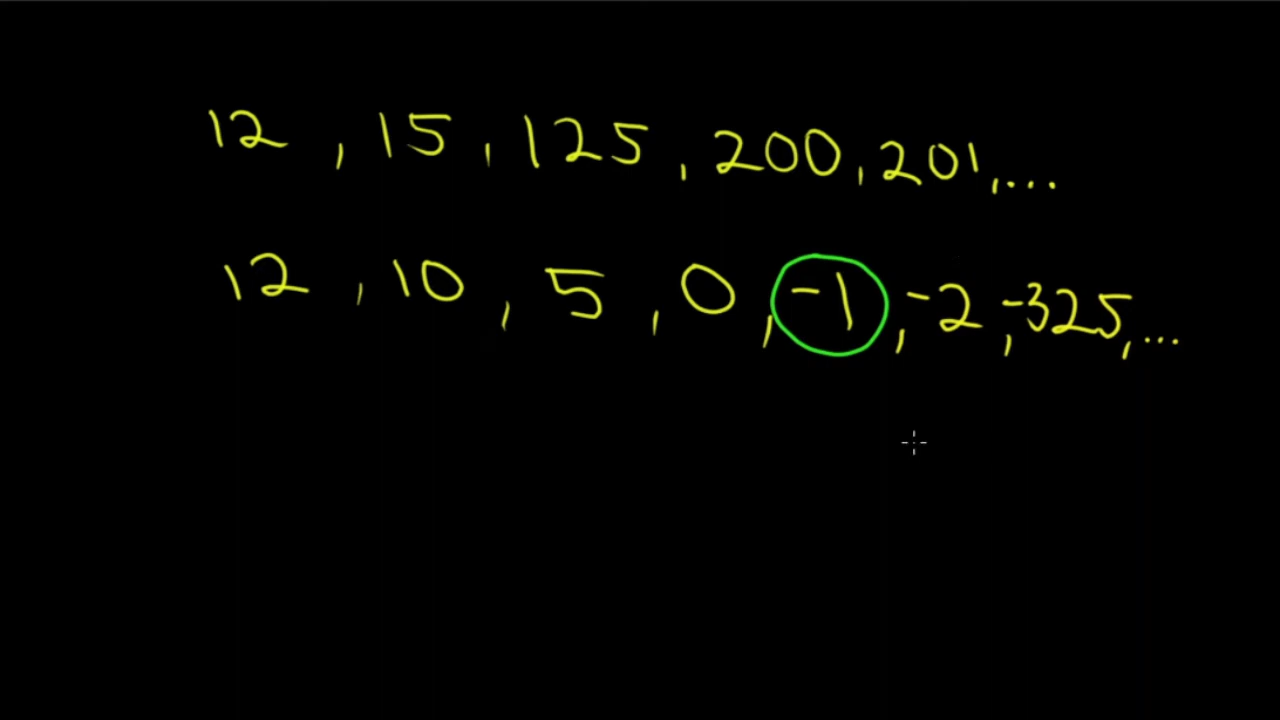 12 , 15 , 125 , 200 , 201 , ...
12 , 10 , 5 , 0 , -1 , -2 , -325 , ...